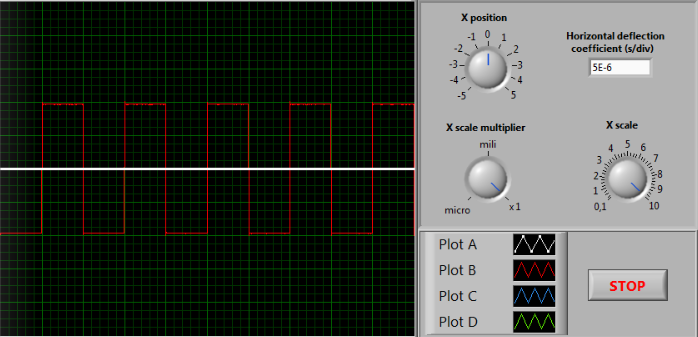 X position
-5 -4 -3 -2 -1 0 1 2 3 4 5
Horizontal deflection
coefficient (s/div)
5E-6
X scale multiplier
micro mili x1
X scale
0,1 1 2 3 4 5 6 7 8 9 10
Plot A
Plot B
Plot C
Plot D
STOP